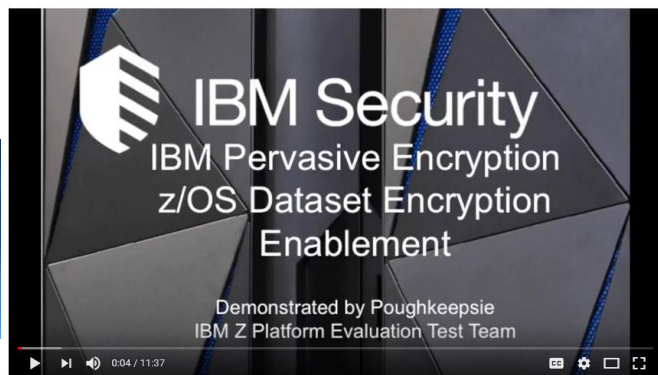 IBM Security
IBM Pervasive Encryption
z/OS Dataset Encryption
Enablement
Demonstrated by Poughkeepsie
IBM Z Platform Evaluation Test Team
0:04 / 11:37
CC